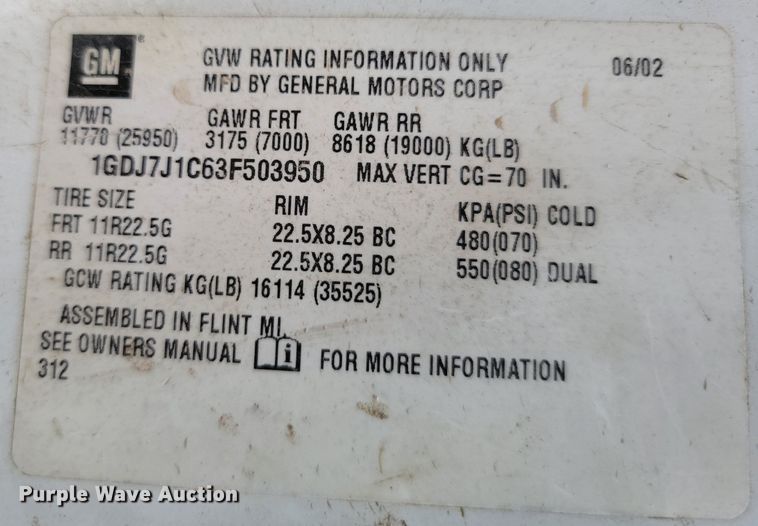 GM ®
GVW RATING INFORMATION ONLY 06/02
MFD BY GENERAL MOTORS CORP
GVWR GAWR FRT GAWR RR
11770 (25950) 3175 (7000) 8618 (19000) KG(LB)
1GDJ7J1C63F503950 MAX VERT CG=70 IN.
TIRE SIZE RIM KPA(PSI) COLD
FRT 11R22.5G 22.5X8.25 BC 480(070)
RR 11R22.5G 22.5X8.25 BC 550(080) DUAL
GCW RATING KG(LB) 16114 (35525)
ASSEMBLED IN FLINT MI.
SEE OWNERS MANUAL i FOR MORE INFORMATION
312
Purple Wave Auction